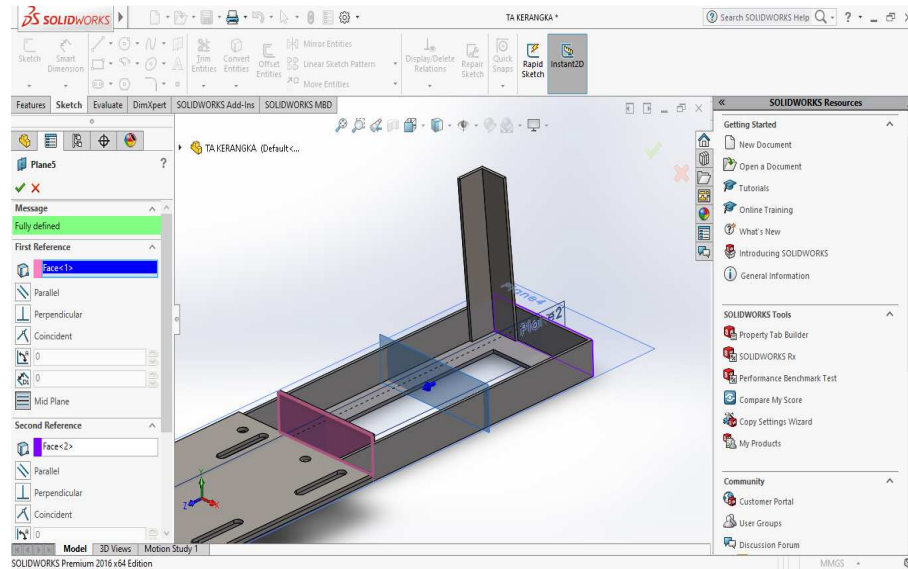 SOLIDWORKS
TA KERANGKA *
Search SOLIDWORKS Help
Sketch
Smart Dimension
Trim Entities
Convert Entities
Offset Entities
Mirror Entities
Linear Sketch Pattern
Move Entities
Display/Delete Relations
Repair Sketch
Quick Snaps
Rapid Sketch
Instant2D
Features
Sketch
Evaluate
DimXpert
SOLIDWORKS Add-Ins
SOLIDWORKS MBD
TA KERANGKA (Default<...
Plane5
?
Message
Fully defined
First Reference
Face<1>
Parallel
Perpendicular
Coincident
0
0
Mid Plane
Second Reference
Face<2>
Parallel
Perpendicular
Coincident
0
Plane4
Plane2
Y
Z
X
SOLIDWORKS Resources
Getting Started
New Document
Open a Document
Tutorials
Online Training
What's New
Introducing SOLIDWORKS
General Information
SOLIDWORKS Tools
Property Tab Builder
SOLIDWORKS Rx
Performance Benchmark Test
Compare My Score
Copy Settings Wizard
My Products
Community
Customer Portal
User Groups
Discussion Forum
Model
3D Views
Motion Study 1
SOLIDWORKS Premium 2016 x64 Edition
MMGS